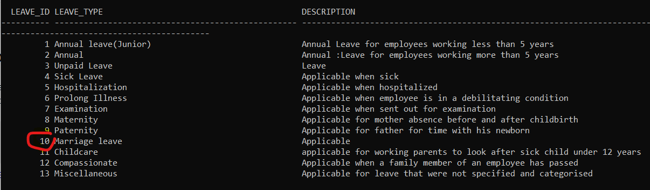 LEAVE_ID LEAVE_TYPE DESCRIPTION
1 Annual leave(Junior) Annual Leave for employees working less than 5 years
2 Annual Annual :Leave for employees working more than 5 years
3 Unpaid Leave Leave
4 Sick Leave Applicable when sick
5 Hospitalization Applicable when hospitalized
6 Prolong Illness Applicable when employee is in a debilitating condition
7 Examination Applicable when sent out for examination
8 Maternity Applicable for mother absence before and after childbirth
9 Paternity Applicable for father for time with his newborn
10 Marriage leave Applicable
11 Childcare applicable for working parents to look after sick child under 12 years
12 Compassionate Applicable when a family member of an employee has passed
13 Miscellaneous Applicable for leave that were not specified and categorised